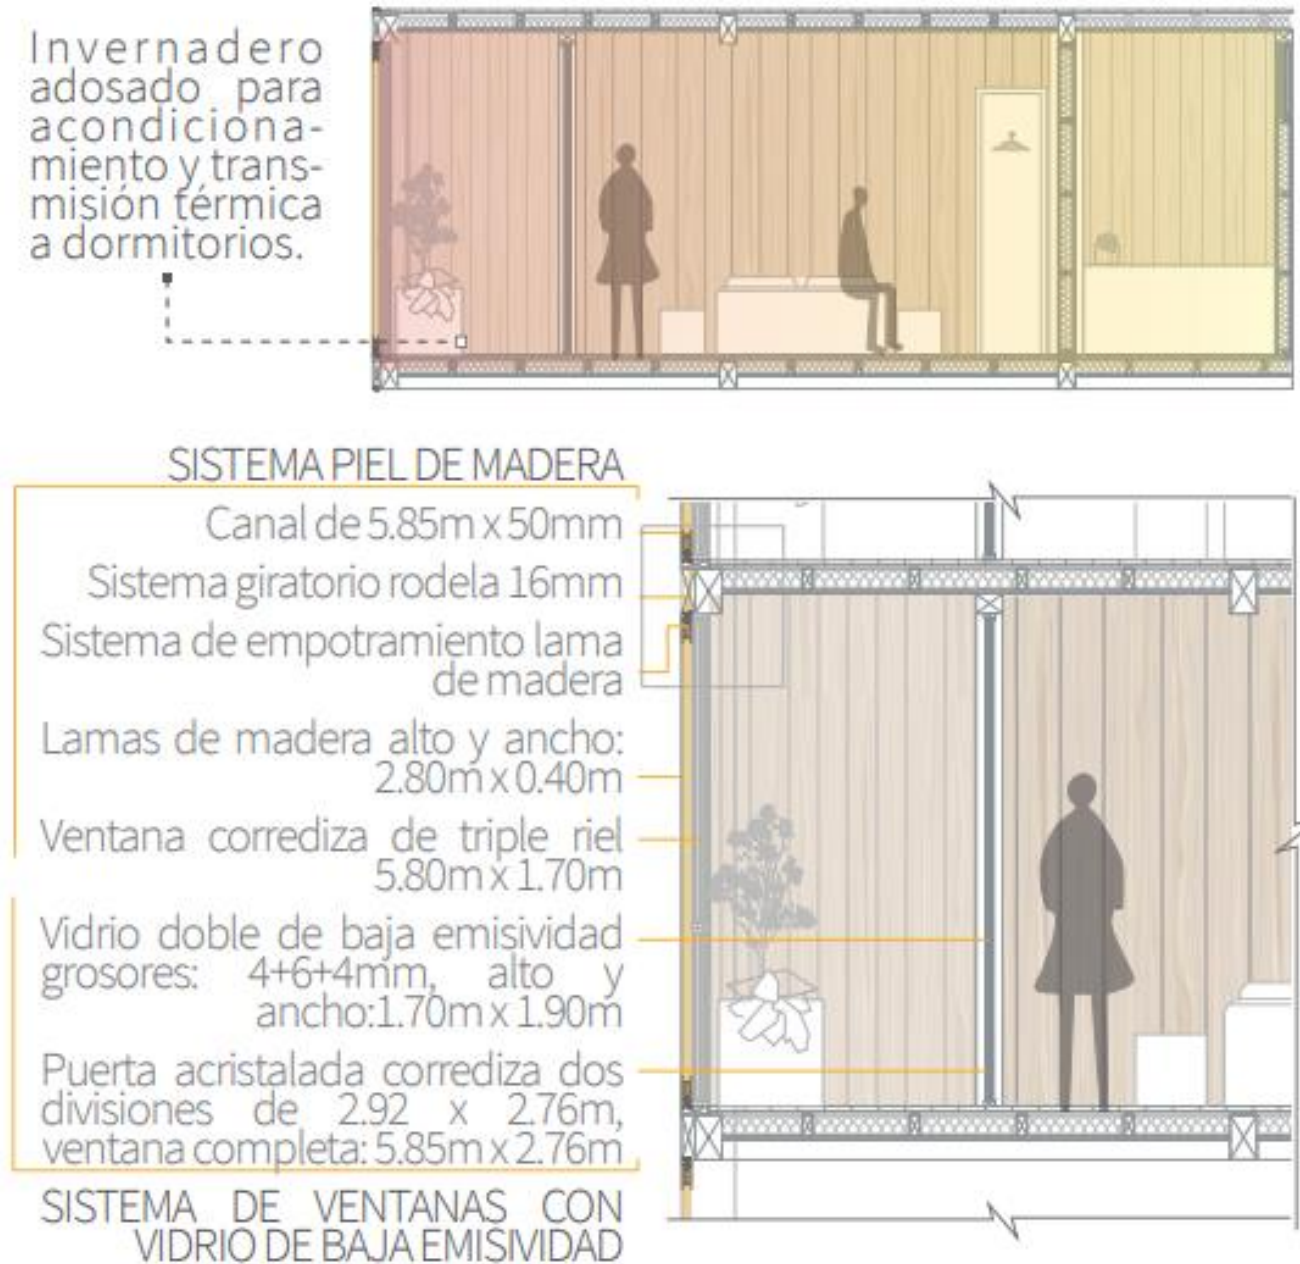 Invernadero
adosado para
acondiciona-
miento y trans-
misión térmica
a dormitorios.
SISTEMA PIEL DE MADERA
Canal de 5.85m x 50mm
Sistema giratorio rodela 16mm
Sistema de empotramiento lama
de madera
Lamas de madera alto y ancho:
2.80m x 0.40m
Ventana corrediza de triple riel
5.80m x 1.70m
Vidrio doble de baja emisividad
grosores: 4+6+4mm, alto y
ancho:1.70m x 1.90m
Puerta acristalada corrediza dos
divisiones de 2.92 x 2.76m,
ventana completa: 5.85m x 2.76m
SISTEMA DE VENTANAS CON
VIDRIO DE BAJA EMISIVIDAD